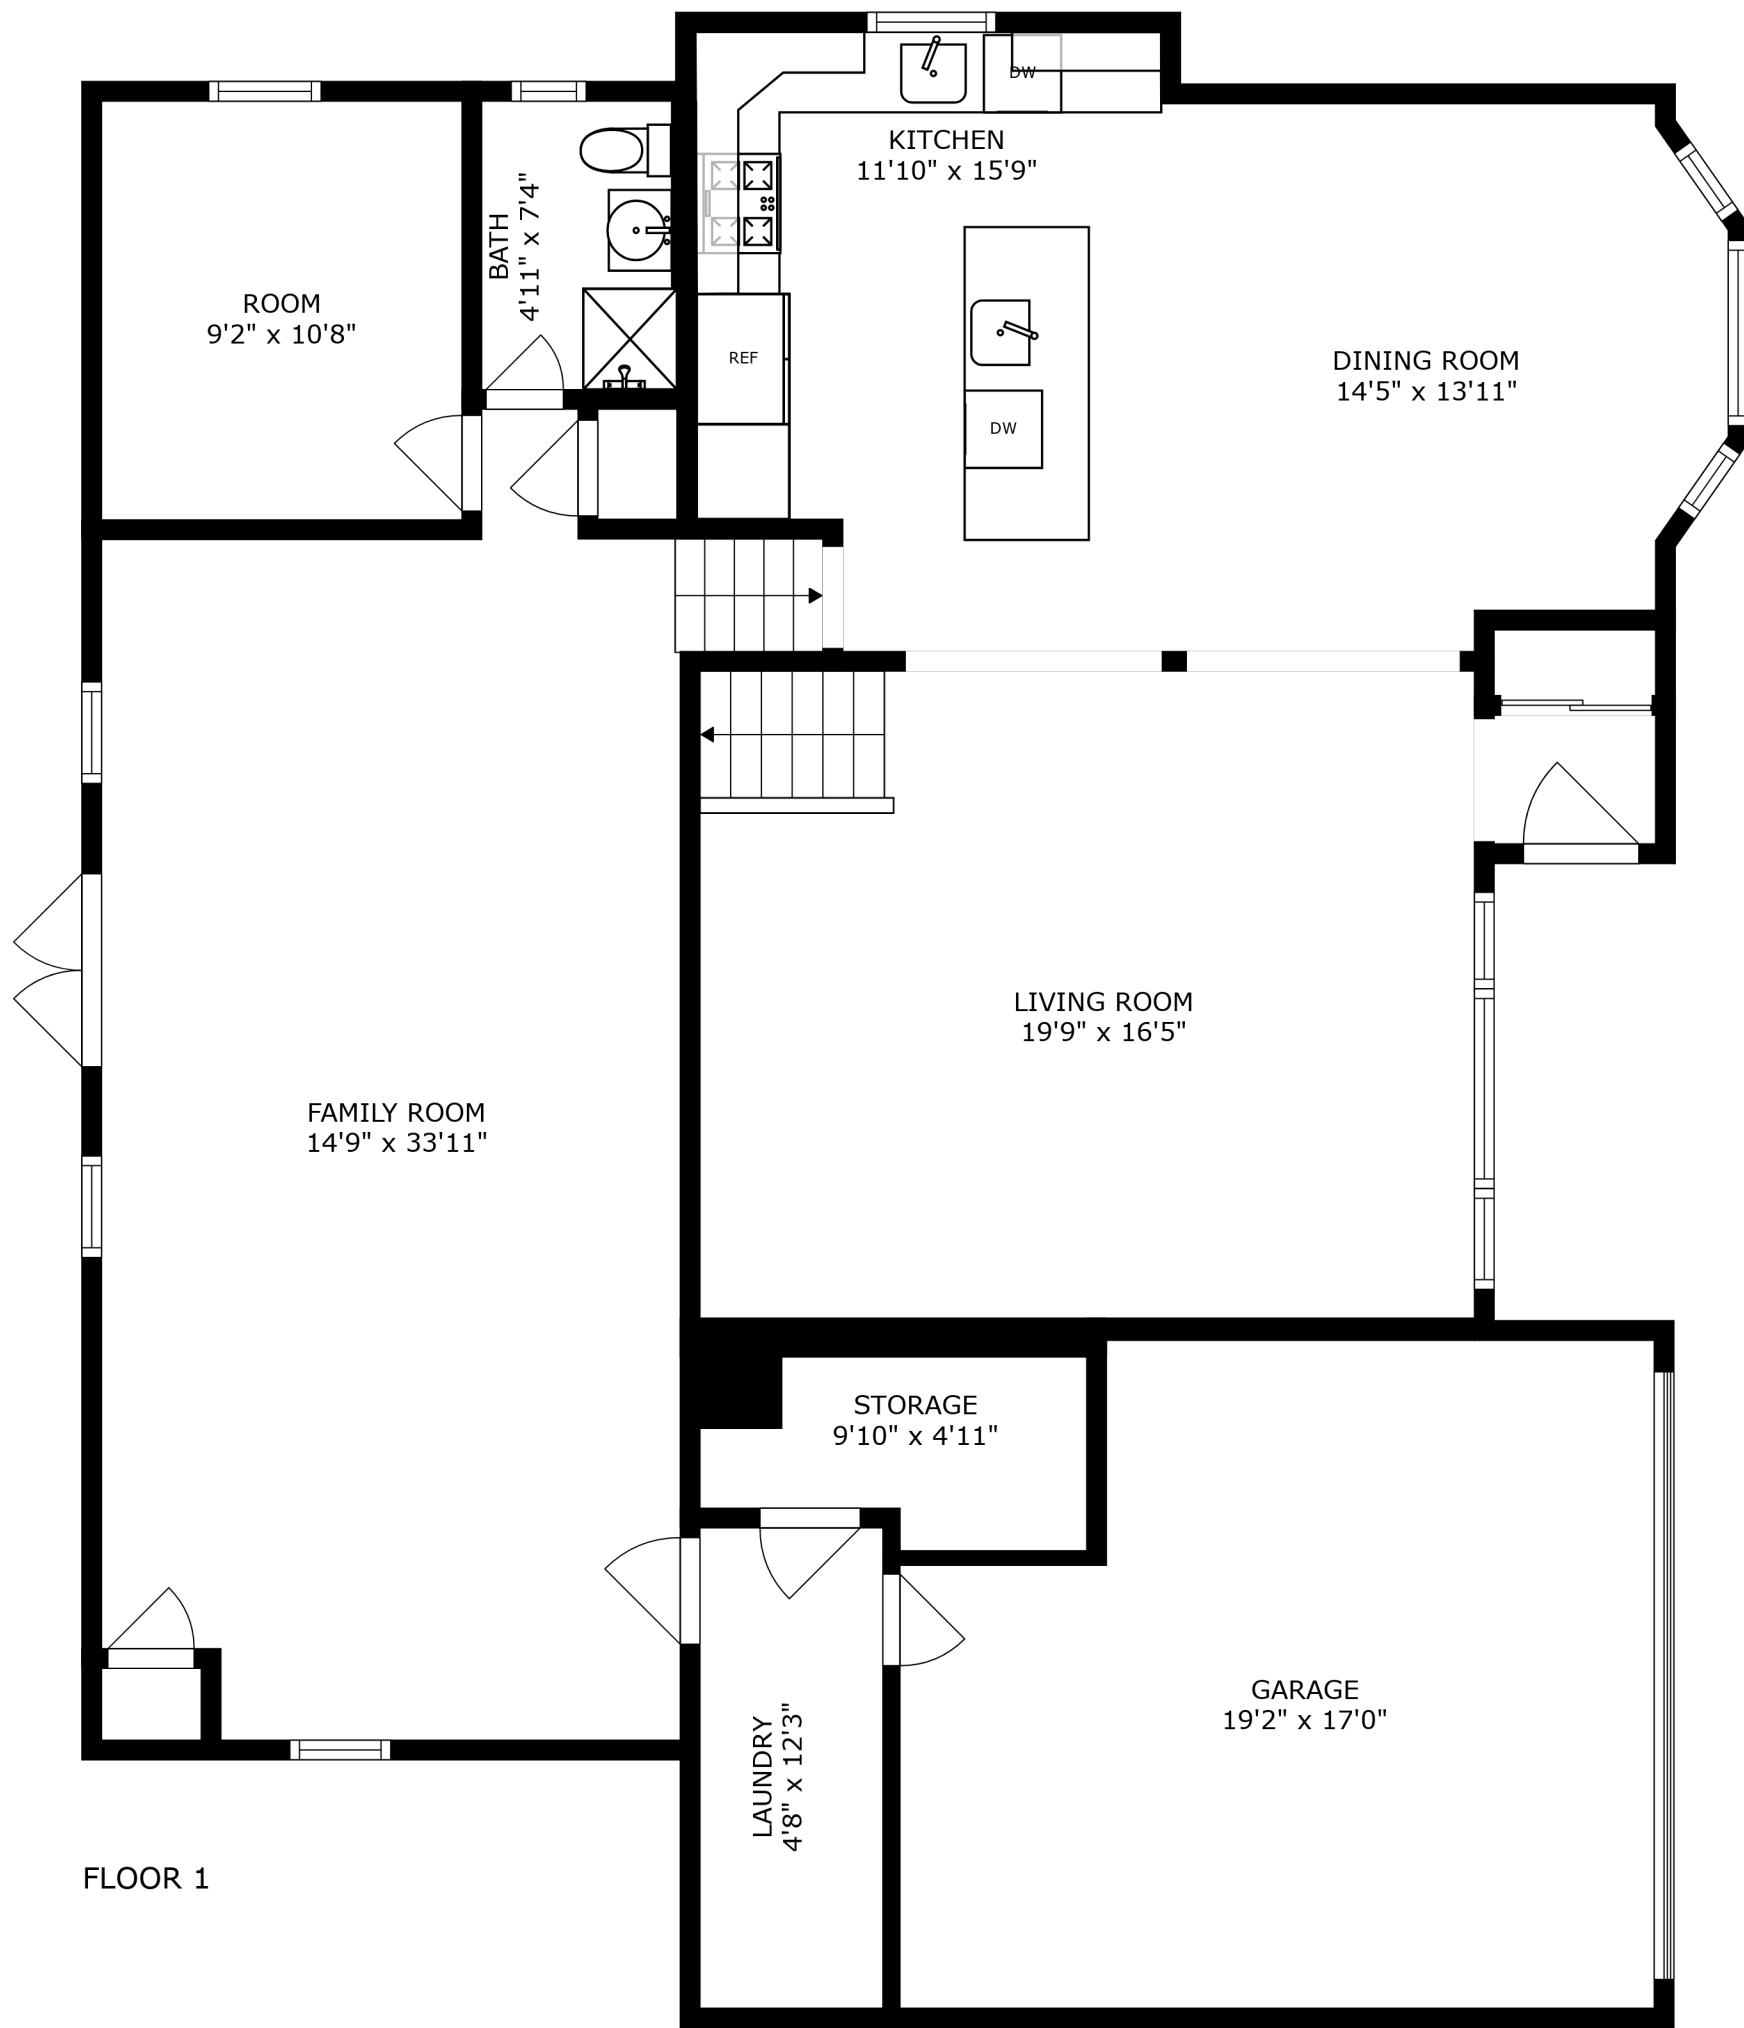 DW
KITCHEN
11'10" x 15'9"
BATH
4'11" x 7'4"
ROOM
9'2" x 10'8"
REF
DINING ROOM
14'5" x 13'11"
DW
LIVING ROOM
19'9" x 16'5"
FAMILY ROOM
14'9" x 33'11"
STORAGE
9'10" x 4'11"
GARAGE
19'2" x 17'0"
LAUNDRY
4'8" x 12'3"
FLOOR 1